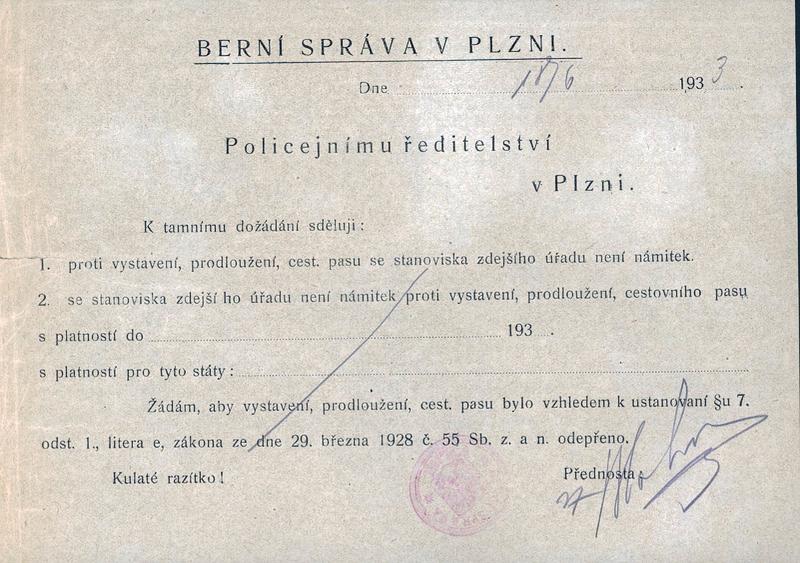 BERNÍ SPRÁVA V PLZNI.
Dne 18/6 1933.
Policejnímu ředitelství
v Plzni.
K tamnímu dožádání sděluji:
1. proti vystavení, prodloužení, cest. pasu se stanoviska zdejšího úřadu není námitek.
2. se stanoviska zdejší ho úřadu není námitek proti vystavení, prodloužení, cestovního pasu
s platností do 193 .
s platností pro tyto státy:
Žádám, aby vystavení, prodloužení, cest. pasu bylo vzhledem k ustanovaní §u 7.
odst. 1., litera e, zákona ze dne 29. března 1928 č. 55 Sb. z. a n. odepřeno.
Kulaté razítko! Přednosta: